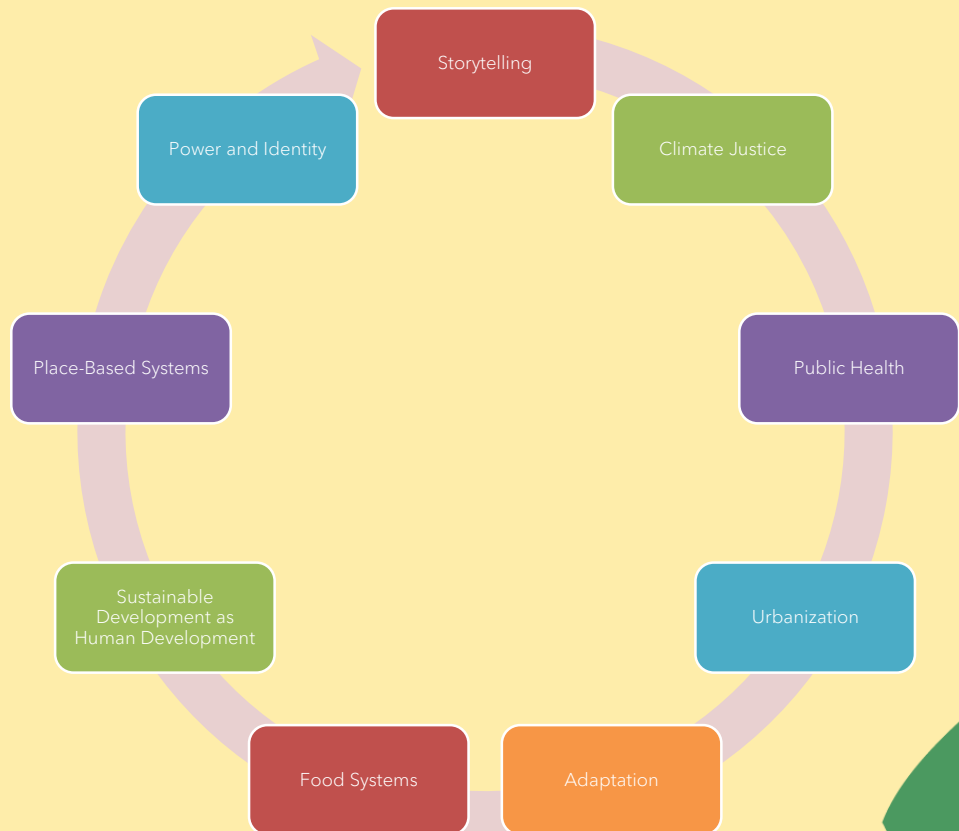 Storytelling
Climate Justice
Public Health
Urbanization
Adaptation
Food Systems
Sustainable
Development as
Human Development
Place-Based Systems
Power and Identity